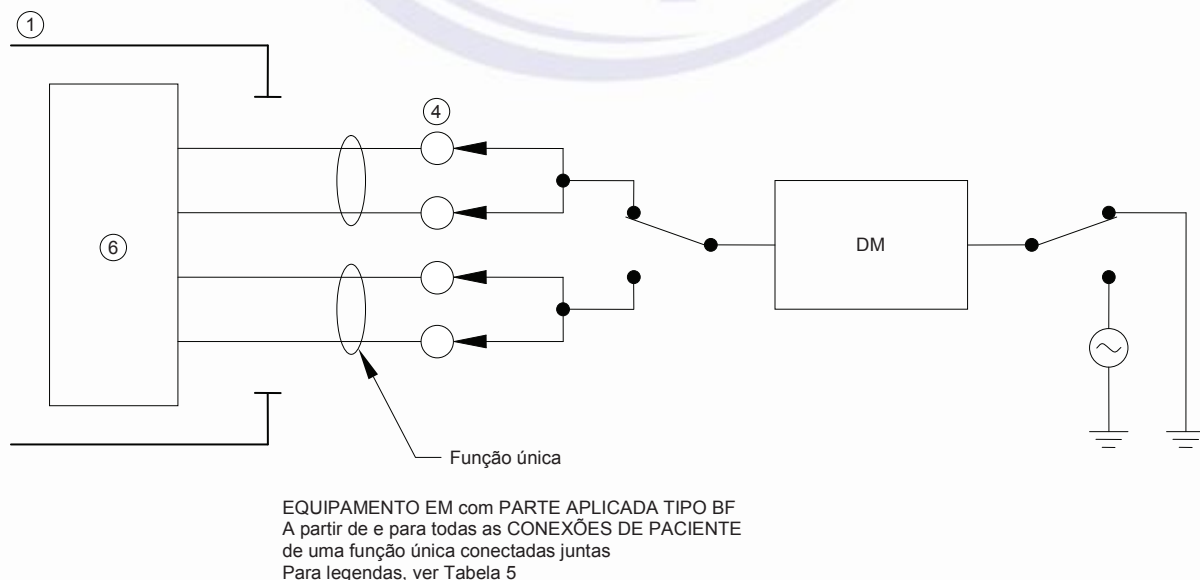 1
4
6
DM
Função única
EQUIPAMENTO EM com PARTE APLICADA TIPO BF
A partir de e para todas as CONEXÕES DE PACIENTE
de uma função única conectadas juntas
Para legendas, ver Tabela 5